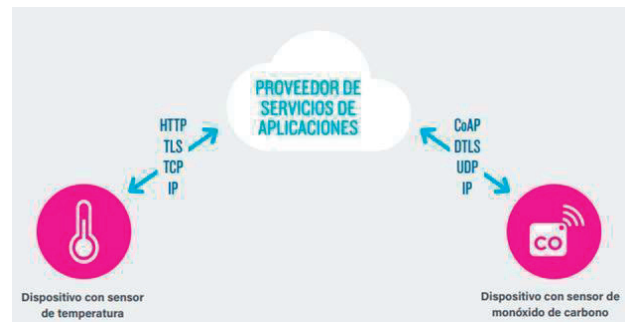 PROVEEDOR DE
SERVICIOS DE
APLICACIONES
HTTP
TLS
TCP
IP
CoAP
DTLS
UDP
IP
CO
Dispositivo con sensor
de temperatura
Dispositivo con sensor de
monóxido de carbono